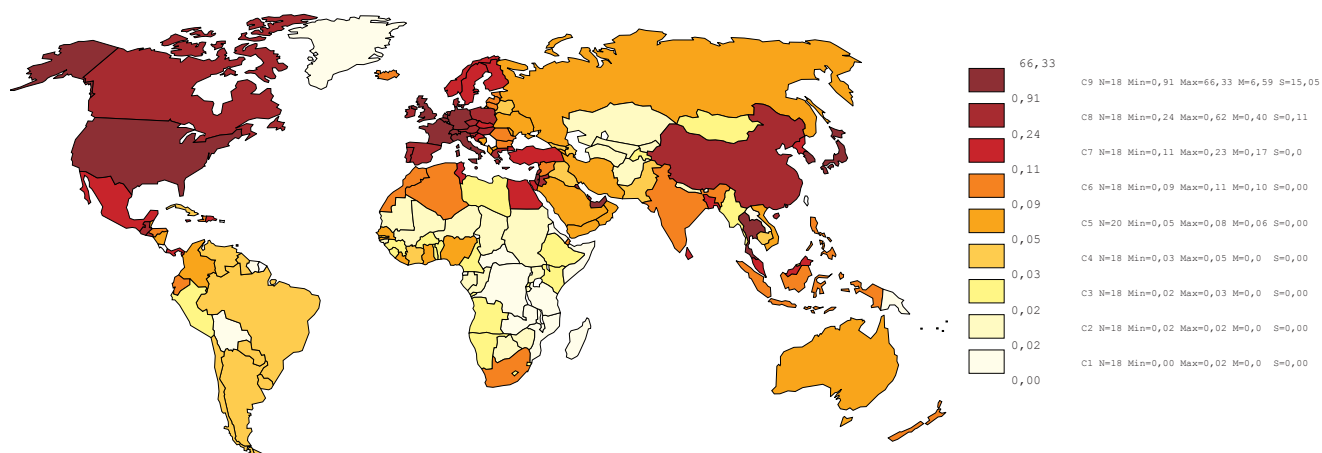 66,33
C9 N=18 Min=0,91 Max=66,33 M=6,59 S=15,05
0,91
C8 N=18 Min=0,24 Max=0,62 M=0,40 S=0,11
0,24
C7 N=18 Min=0,11 Max=0,23 M=0,17 S=0,0
0,11
C6 N=18 Min=0,09 Max=0,11 M=0,10 S=0,00
0,09
C5 N=20 Min=0,05 Max=0,08 M=0,06 S=0,00
0,05
C4 N=18 Min=0,03 Max=0,05 M=0,0 S=0,00
0,03
C3 N=18 Min=0,02 Max=0,03 M=0,0 S=0,00
0,02
C2 N=18 Min=0,02 Max=0,02 M=0,0 S=0,00
0,02
C1 N=18 Min=0,00 Max=0,02 M=0,0 S=0,00
0,00